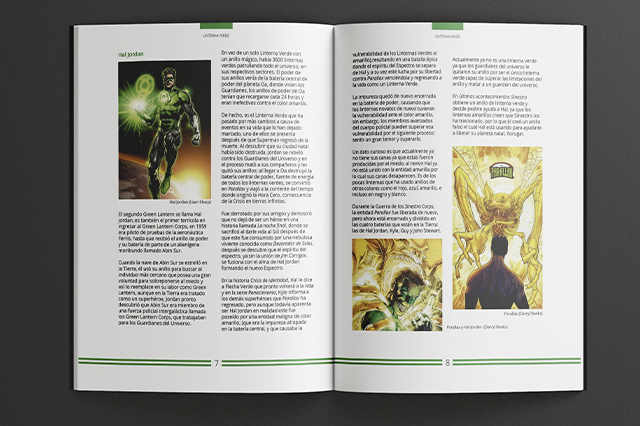 LINTERNA VERDE
Hal Jordan
Hal Jordan (Liam Sharp)
El segundo Green Lantern se llama Hal
Jordan, es también el primer terrícola en
ingresar al Green Lantern Corps, en 1959
era piloto de pruebas de la aeronáutica
Ferris, hasta que recibió el anillo de poder
y su batería de parte de un alienígena
moribundo llamado Abin Sur.
Cuando la nave de Abin Sur se estrelló en
la Tierra, él usó su anillo para buscar al
individuo más cercano que posea una gran
voluntad para sobreponerse al miedo y
así lo reemplace en su labor como Green
Lantern, aunque en la Tierra era tratado
como un superhéroe, Jordan pronto
descubrió que Abin Sur era miembro de
una fuerza policial intergaláctica llamada
los Green Lantern Corps, que trabajaban
para los Guardianes del Universo.
En vez de un solo Linterna Verde con
un anillo mágico, había 3600 linternas
verdes patrullando todo el universo, en
sus respectivos sectores. El poder de
sus anillos venía de la batería central de
poder del planeta Oa, donde vivían los
Guardianes, los anillos de poder de Oa
tenían que recargarse cada 24 horas y
eran inefectivos contra el color amarillo.
De hecho, es el Linterna Verde que ha
pasado por más cambios a causa de
eventos en su vida que lo han dejado
marcado, una de ellos se presenta
después de que Superman regresó de la
muerte. Al descubrir que su ciudad natal
había sido destruida, Jordan se rebeló
contra los Guardianes del Universo y en
el proceso mató a sus compañeros y les
quitó sus anillos; al llegar a Oa destruyó la
batería central de poder, fuente de energía
de todos los linternas verdes, se convirtió
en Parallax y viajó a la corriente del tiempo
donde originó la Hora Cero, comenzando la
Crisis en tierras infinitas.
Fue derrotado por sus amigos y demostró
que no dejó de ser un héroe en una
historia llamada La noche final, donde se
sacrificó al darle vida al Sol después de
que este fue consumido por una nebulosa
viviente conocida como Devorador de Soles,
después se descubre que el espíritu del
espectro, ya sin la unión de Jim Corrigan,
se fusiona con el alma de Hal Jordan
formando el nuevo Espectro.
En la historia Crisis de identidad, Hal le dice
a Flecha Verde que pronto volverá a la vida
y en la serie Renacimiento, Kyle informa a
los demás superhéroes que Parallax ha
regresado, pero aunque todavía aparenta
ser Hal Jordan en realidad este fue
poseído por una entidad maligna de color
amarillo, (que era la impureza atrapada
en la batería central, y que causaba la
7
LINTERNA VERDE
vulnerabilidad de los Linternas Verdes al
amarillo), resultando en una batalla épica
donde el espíritu del Espectro se separa
de Hal y a su vez este lucha por su libertad
contra Parallax venciéndola y regresando a
la vida como un Linterna Verde.
La impureza quedó de nuevo encerrada
en la batería de poder, causando que
los linternas novatos de nuevo tuvieran
la vulnerabilidad ante el color amarillo, sin
embargo, los miembros avanzados
del cuerpo policial pueden superar esa
vulnerabilidad por el siguiente proceso:
sentir un gran temor y superarlo.
Un dato curioso es que actualmente ya
no tiene sus canas ya que estas fueron
producidas por el miedo, al revivir Hal ya
no está unido con la entidad amarilla por
lo cual sus canas desaparecen. Es de los
pocas linternas que ha usado anillos de
otros colores como el rojo, azul, amarillo, e
incluso en negro y blanco.
Durante la Guerra de los Sinestro Corps,
la entidad Parallax fue liberada de nuevo,
pero ahora está encerrado y dividido en
las cuatro baterías que están en la Tierra:
las de Hal Jordan, Kyle, Guy y John Stewart.
Actualmente ya no es una linterna verde
ya que los guardianes del universo le
quitaron su anillo por ser el único linterna
verde capaz de superar las limitaciones del
anillo y matar a un guardián del universo.
En últimos acontecimientos Sinestro
obtiene un anillo de Linterna verde y
decide pedirle ayuda a Hal, ya que los
linternas amarillos creen que Sinestro les
ha traicionado, por lo que él creó un anillo
falso el cual Hal está usando para ayudarle
a liberar su planeta natal, Korugar.
PARALLAX
Parallax (Darryl Banks)
Parallax y Hal Jordan (Darryl Banks)
8